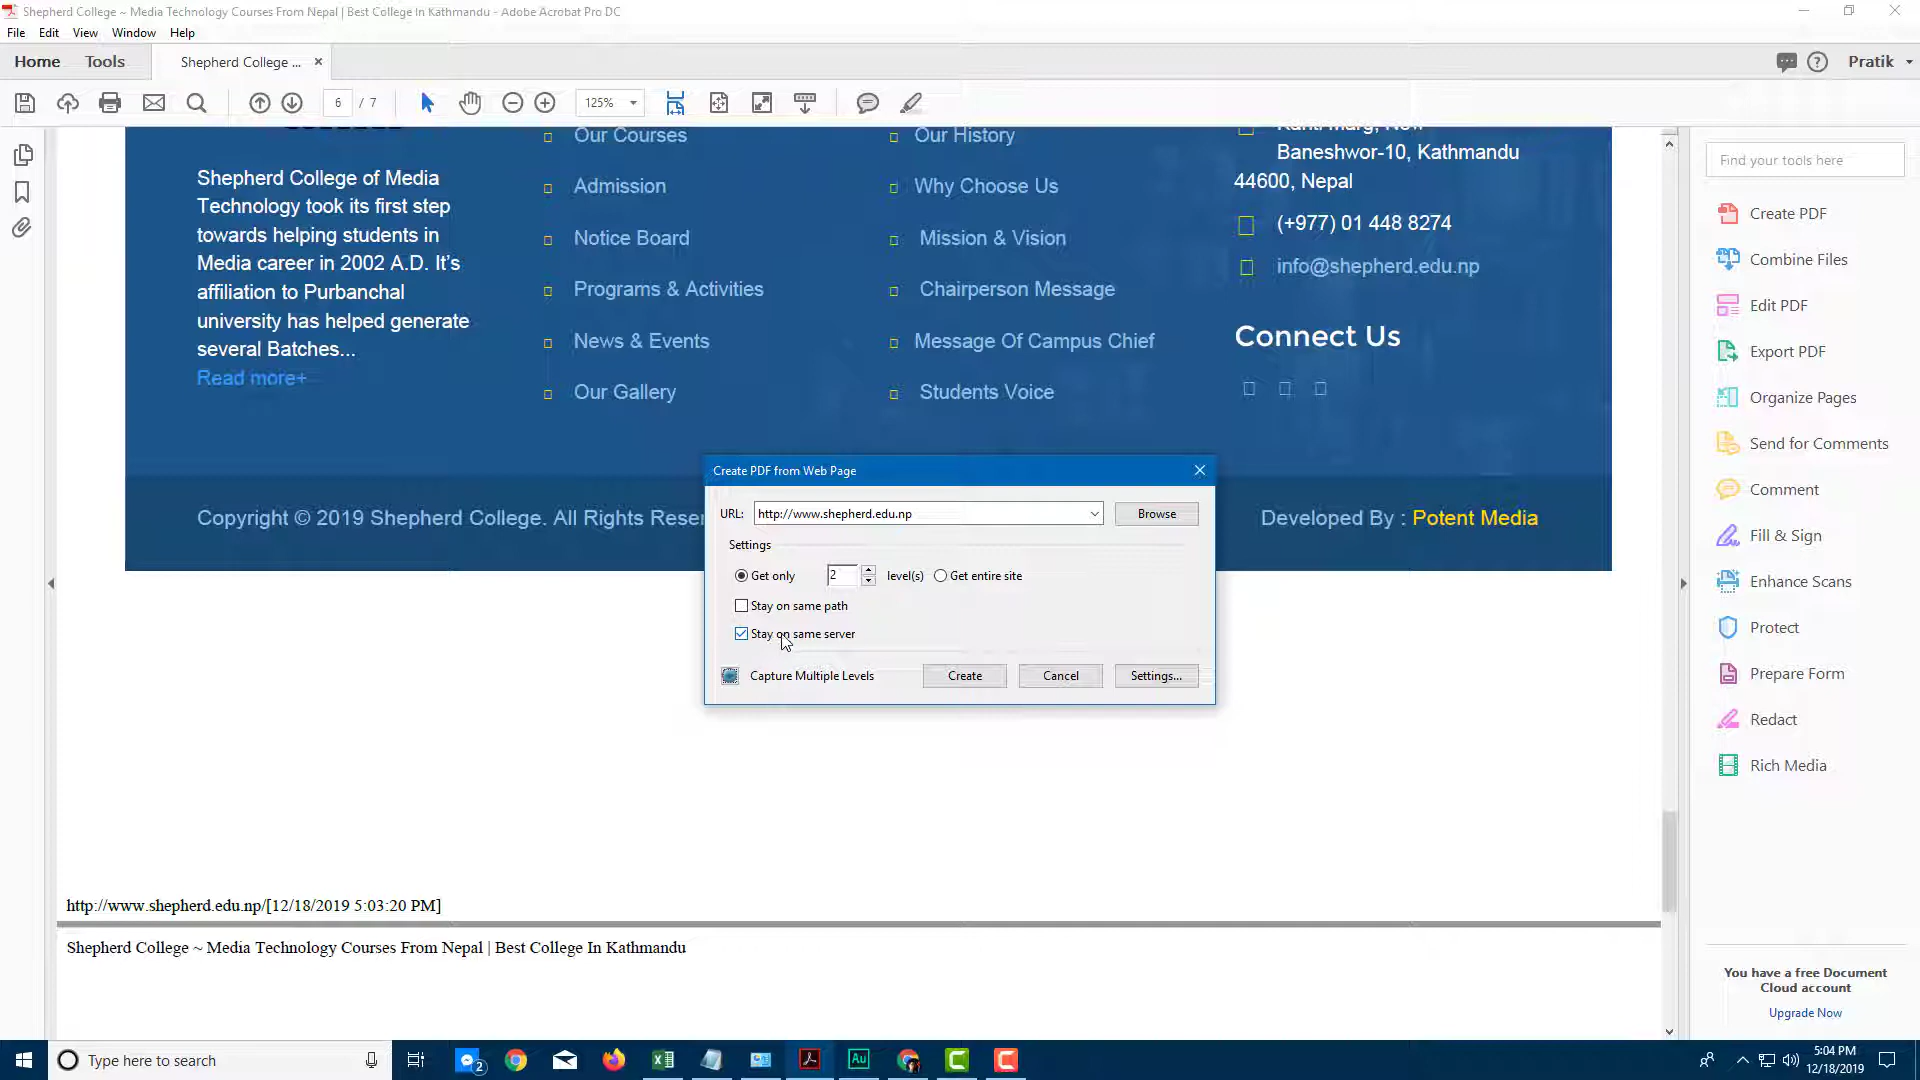 Shepherd College ~ Media Technology Courses From Nepal | Best College In Kathmandu - Adobe Acrobat Pro DC
File Edit View Window Help
Home Tools Shepherd College ... × Pratik
6 / 7 125%
Our Courses
Admission
Notice Board
Programs & Activities
News & Events
Our Gallery
Shepherd College of Media
Technology took its first step
towards helping students in
Media career in 2002 A.D. It's
affiliation to Purbanchal
university has helped generate
several Batches...
Read more+
Our History
Why Choose Us
Mission & Vision
Chairperson Message
Message Of Campus Chief
Students Voice
Baneshwor-10, Kathmandu
44600, Nepal
(+977) 01 448 8274
info@shepherd.edu.np
Connect Us
Copyright © 2019 Shepherd College. All Rights Reser
Developed By : Potent Media
Create PDF from Web Page
URL: http://www.shepherd.edu.np Browse
Settings
Get only 2 level(s) Get entire site
Stay on same path
Stay on same server
Capture Multiple Levels Create Cancel Settings...
http://www.shepherd.edu.np/[12/18/2019 5:03:20 PM]
Shepherd College ~ Media Technology Courses From Nepal | Best College In Kathmandu
Find your tools here
Create PDF
Combine Files
Edit PDF
Export PDF
Organize Pages
Send for Comments
Comment
Fill & Sign
Enhance Scans
Protect
Prepare Form
Redact
Rich Media
You have a free Document
Cloud account
Upgrade Now
Type here to search
2
Au
5:04 PM
12/18/2019